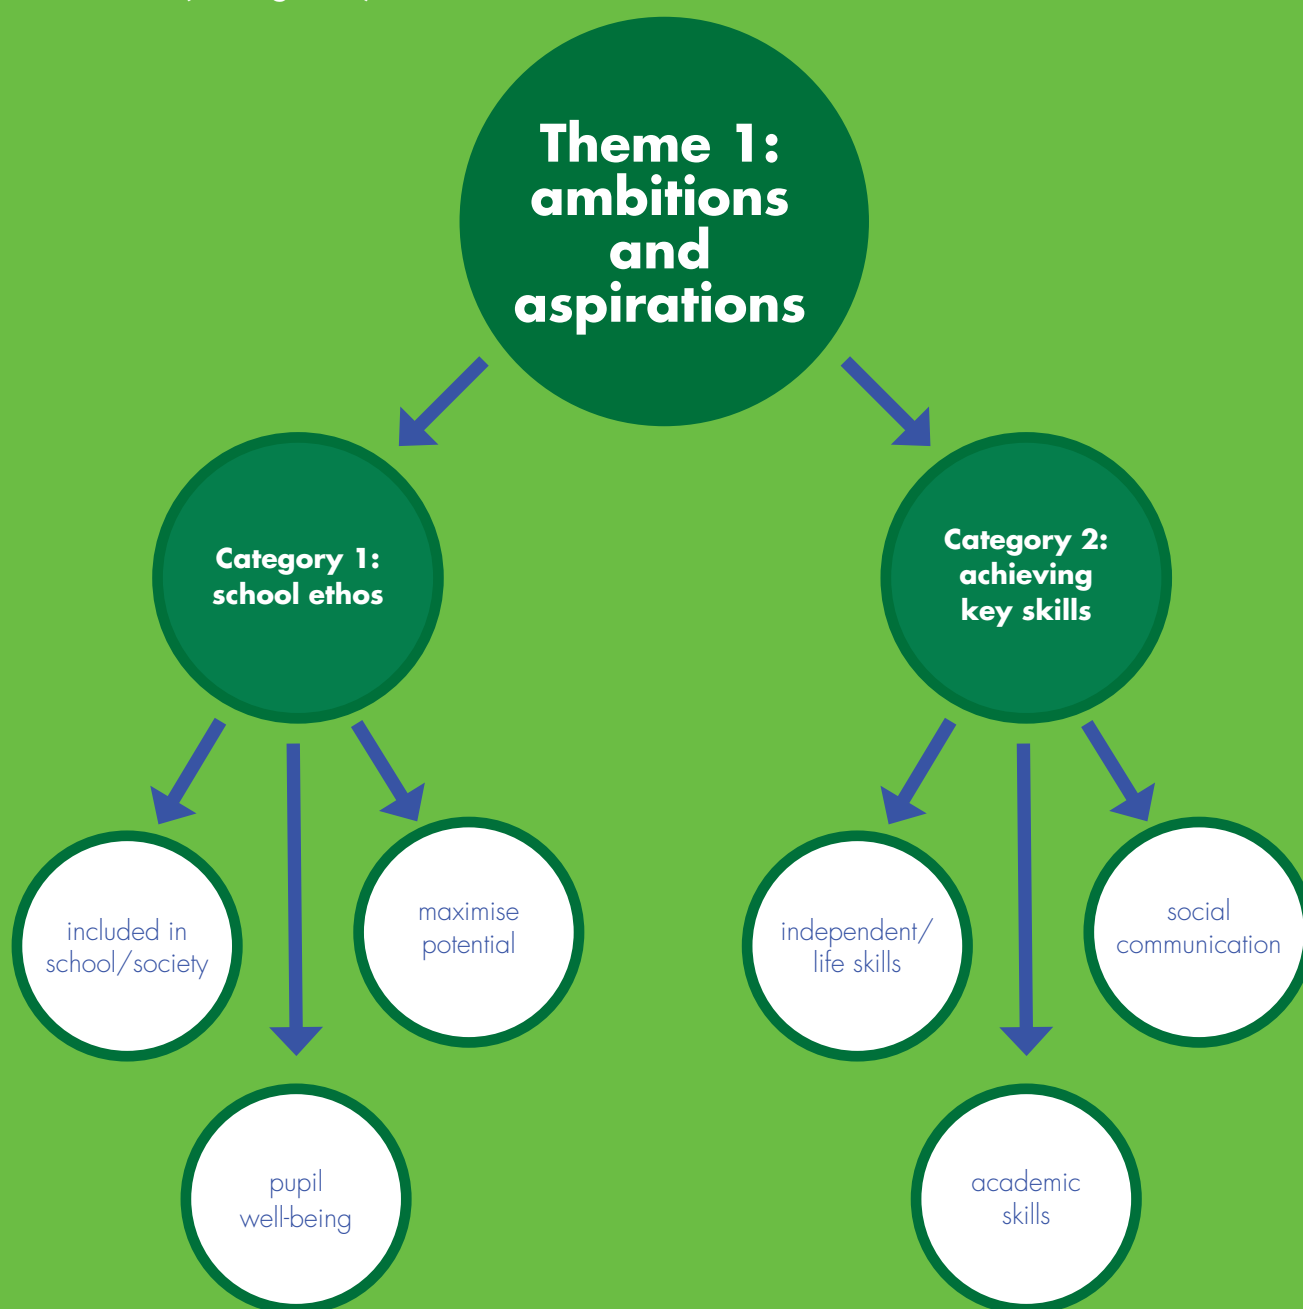 Theme 1:
ambitions
and
aspirations
Category 1:
school ethos
Category 2:
achieving
key skills
included in
school/society
maximise
potential
pupil
well-being
independent/
life skills
social
communication
academic
skills